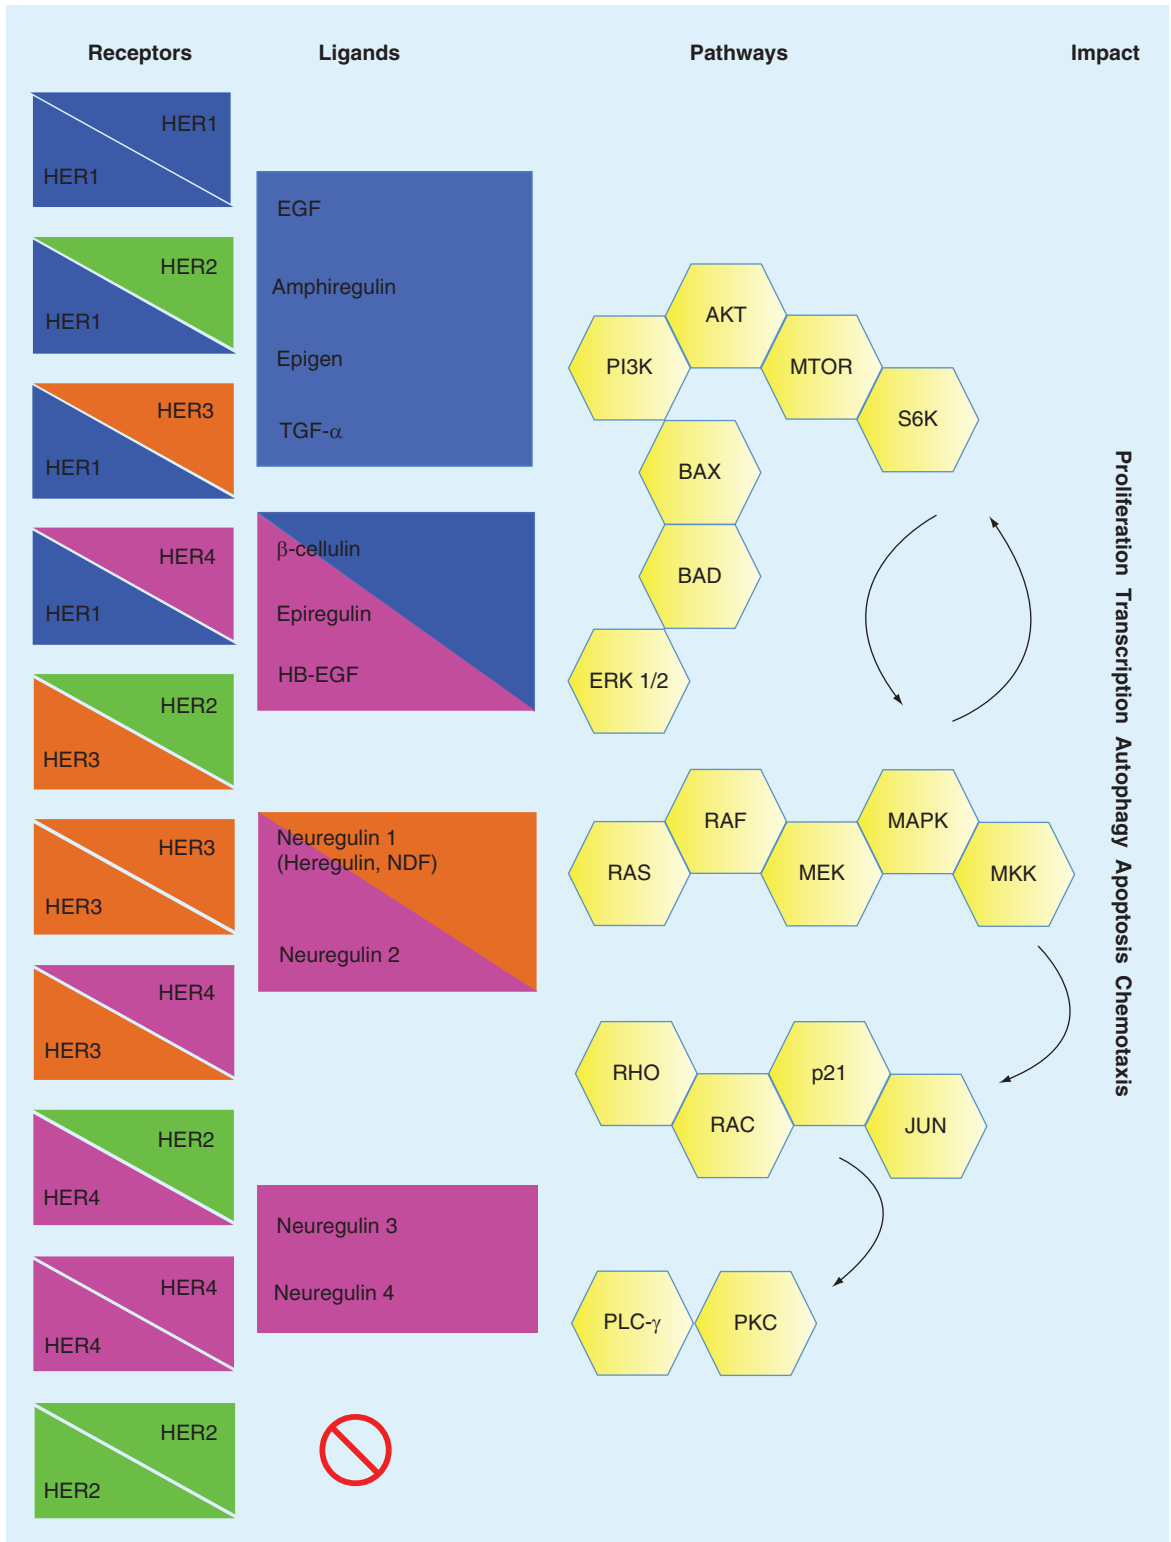 Receptors
Ligands
Pathways
Impact
HER1
HER1
HER2
HER1
HER3
HER1
HER4
HER1
HER2
HER3
HER3
HER3
HER4
HER3
HER2
HER4
HER4
HER4
HER2
HER2
EGF
Amphiregulin
Epigen
TGF-α
β-cellulin
Epiregulin
HB-EGF
Neuregulin 1
(Heregulin, NDF)
Neuregulin 2
Neuregulin 3
Neuregulin 4
PI3K
AKT
MTOR
S6K
BAX
BAD
ERK 1/2
RAS
RAF
MEK
MAPK
MKK
RHO
RAC
p21
JUN
PLC-γ
PKC
Proliferation Transcription Autophagy Apoptosis Chemotaxis